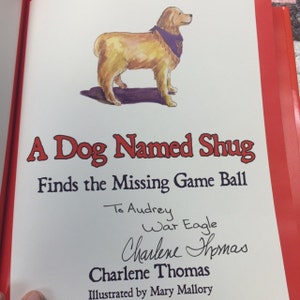 A Dog Named Shug
Finds the Missing Game Ball
To Audrey
War Eagle
Charlene Thomas
Charlene Thomas
Illustrated by Mary Mallory